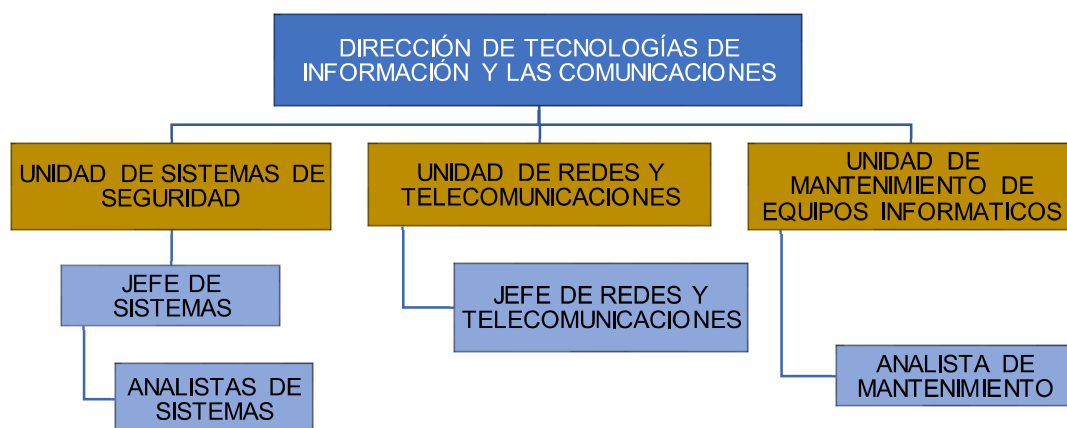 DIRECCIÓN DE TECNOLOGÍAS DE
INFORMACIÓN Y LAS COMUNICACIONES
UNIDAD DE SISTEMAS DE
SEGURIDAD
UNIDAD DE REDES Y
TELECOMUNICACIONES
UNIDAD DE
MANTENIMIENTO DE
EQUIPOS INFORMATICOS
JEFE DE
SISTEMAS
JEFE DE REDES Y
TELECOMUNICACIONES
ANALISTAS DE
SISTEMAS
ANALISTA DE
MANTENIMIENTO